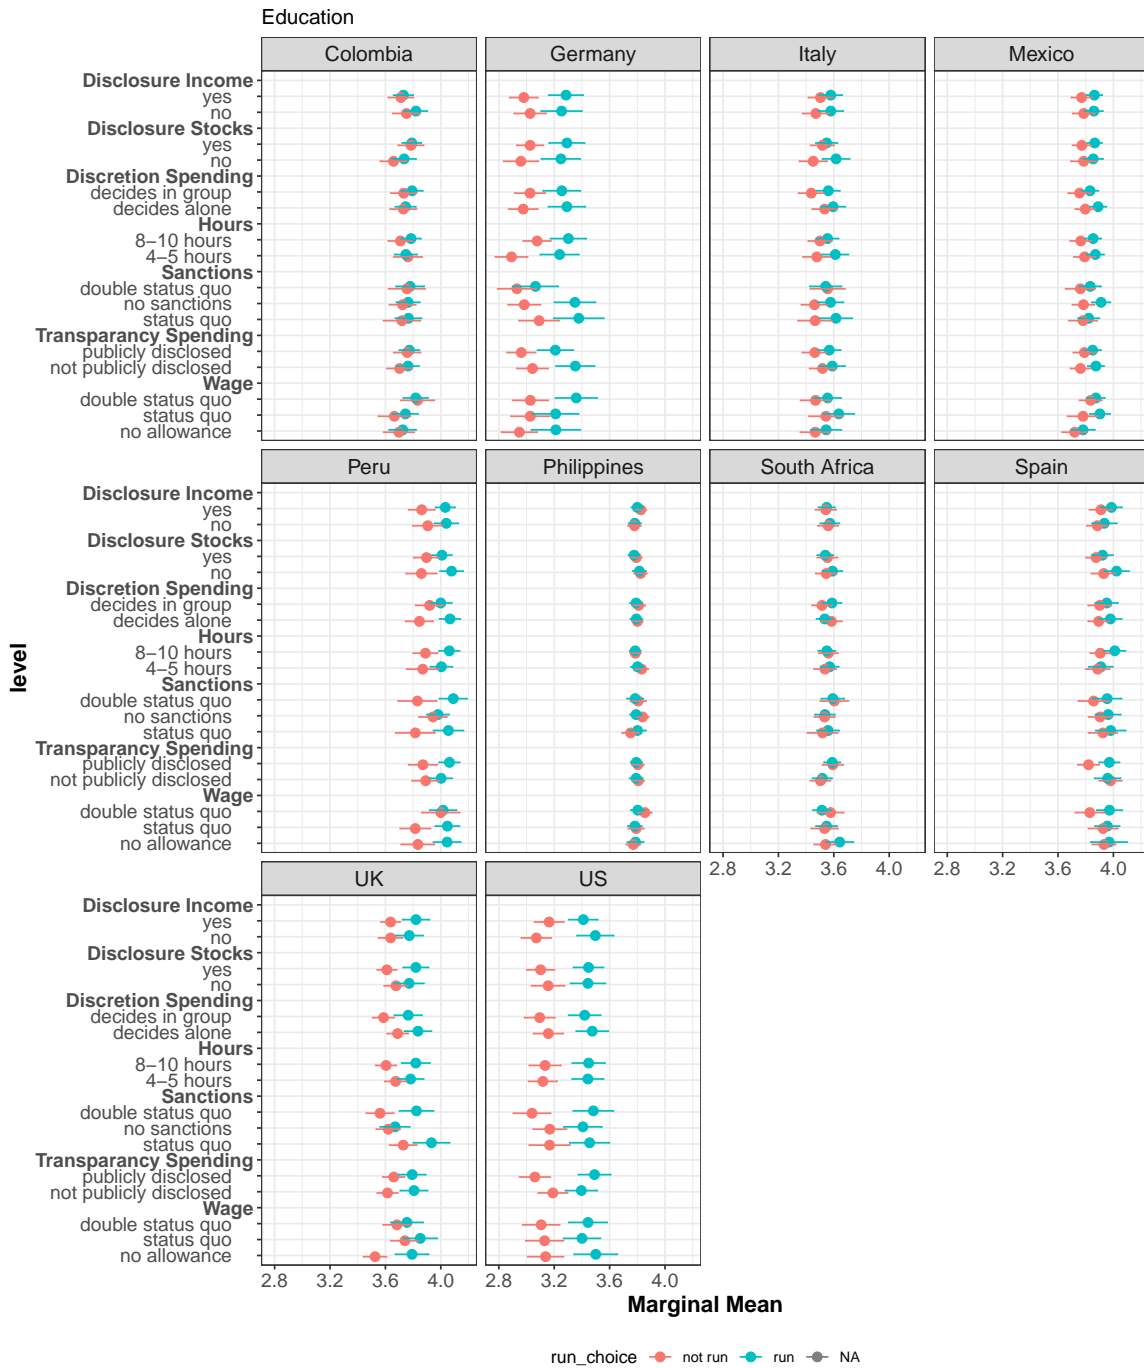 Education
Colombia Germany Italy Mexico
Disclosure Income
yes
no
Disclosure Stocks
yes
no
Discretion Spending
decides in group
decides alone
Hours
8−10 hours
4−5 hours
Sanctions
double status quo
no sanctions
status quo
Transparancy Spending
publicly disclosed
not publicly disclosed
Wage
double status quo
status quo
no allowance
Peru Philippines South Africa Spain
Disclosure Income
yes
no
Disclosure Stocks
yes
no
Discretion Spending
decides in group
decides alone
Hours
8−10 hours
4−5 hours
Sanctions
double status quo
no sanctions
status quo
Transparancy Spending
publicly disclosed
not publicly disclosed
Wage
double status quo
status quo
no allowance
2.8 3.2 3.6 4.0 2.8 3.2 3.6 4.0
UK US
Disclosure Income
yes
no
Disclosure Stocks
yes
no
Discretion Spending
decides in group
decides alone
Hours
8−10 hours
4−5 hours
Sanctions
double status quo
no sanctions
status quo
Transparancy Spending
publicly disclosed
not publicly disclosed
Wage
double status quo
status quo
no allowance
2.8 3.2 3.6 4.0 2.8 3.2 3.6 4.0
level
Marginal Mean
run_choice not run run NA